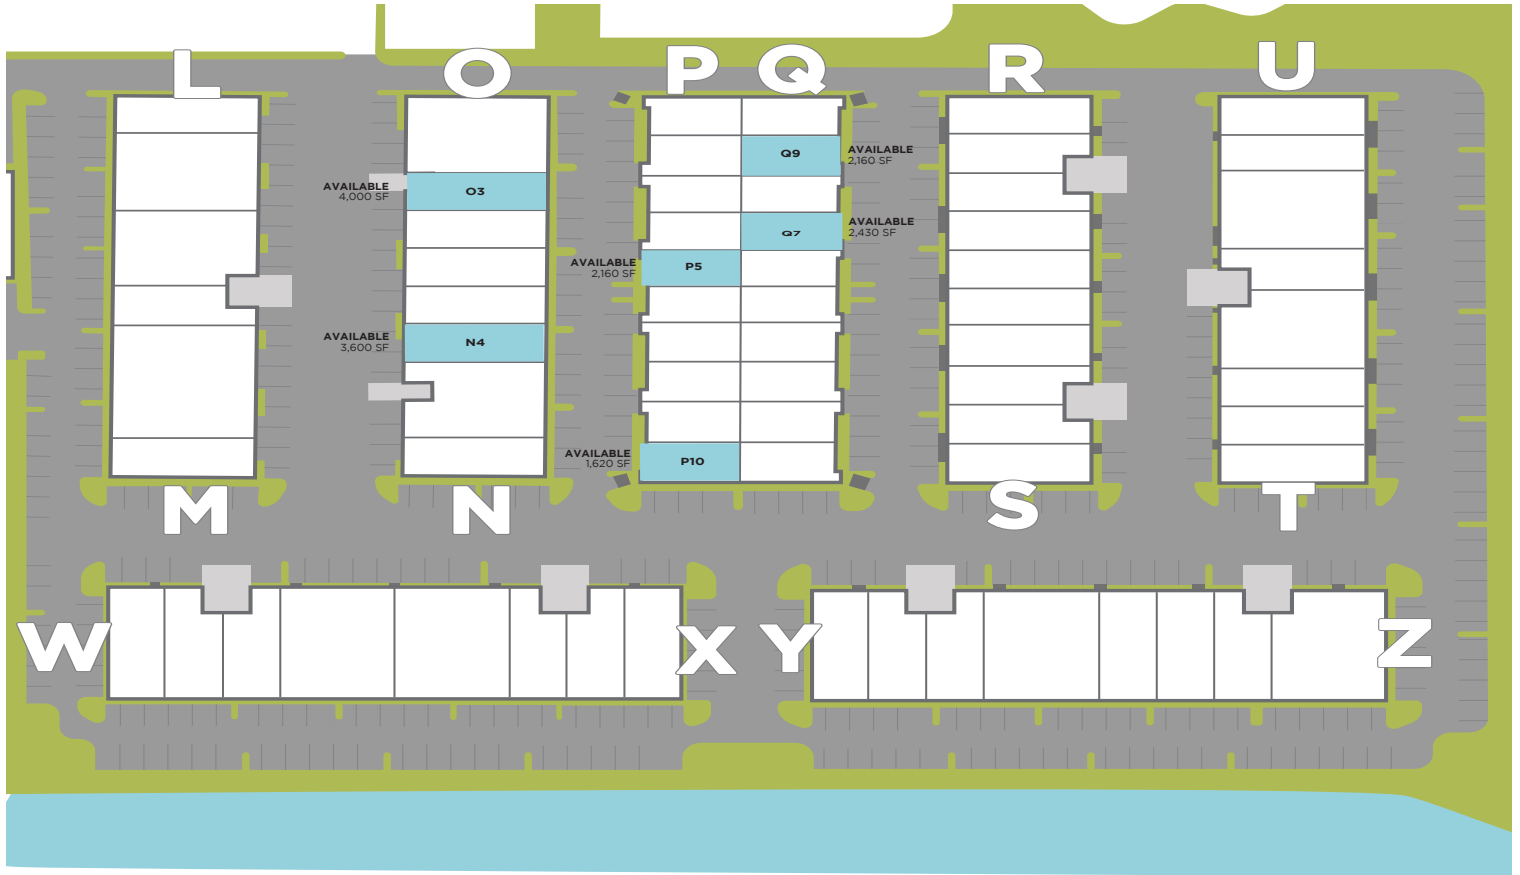 L
O
P
Q
R
U
Q9
AVAILABLE
2,160 SF
AVAILABLE
4,000 SF
O3
Q7
AVAILABLE
2,430 SF
AVAILABLE
2,160 SF
P5
AVAILABLE
3,600 SF
N4
AVAILABLE
1,620 SF
P10
M
N
S
T
W
X
Y
Z